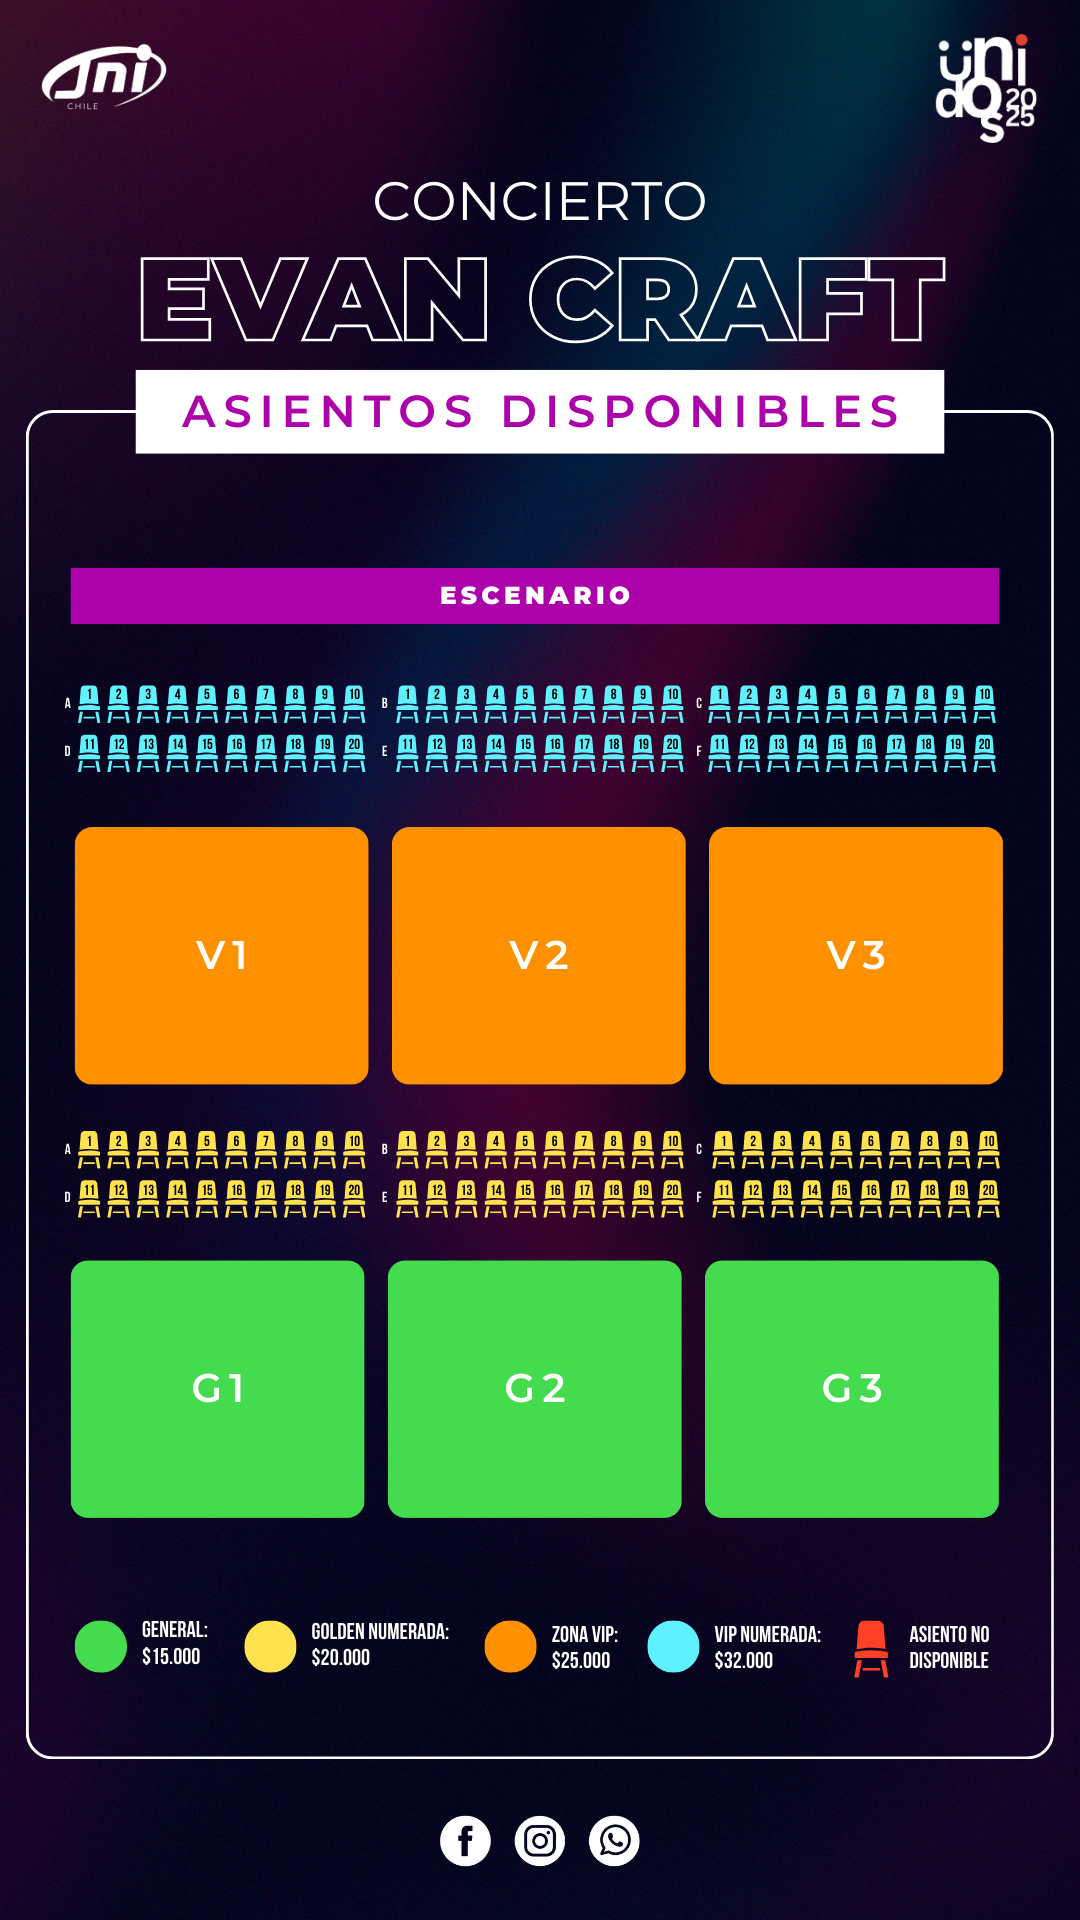 Jni
CHILE
unidos
2025
CONCIERTO
EVAN CRAFT
ASIENTOS DISPONIBLES
ESCENARIO
A 1 2 3 4 5 6 7 8 9 10 B 1 2 3 4 5 6 7 8 9 10 C 1 2 3 4 5 6 7 8 9 10
D 11 12 13 14 15 16 17 18 19 20 E 11 12 13 14 15 16 17 18 19 20 F 11 12 13 14 15 16 17 18 19 20
V1 V2 V3
A 1 2 3 4 5 6 7 8 9 10 B 1 2 3 4 5 6 7 8 9 10 C 1 2 3 4 5 6 7 8 9 10
D 11 12 13 14 15 16 17 18 19 20 E 11 12 13 14 15 16 17 18 19 20 F 11 12 13 14 15 16 17 18 19 20
G1 G2 G3
GENERAL:
$15.000
GOLDEN NUMERADA:
$20.000
ZONA VIP:
$25.000
VIP NUMERADA:
$32.000
ASIENTO NO
DISPONIBLE